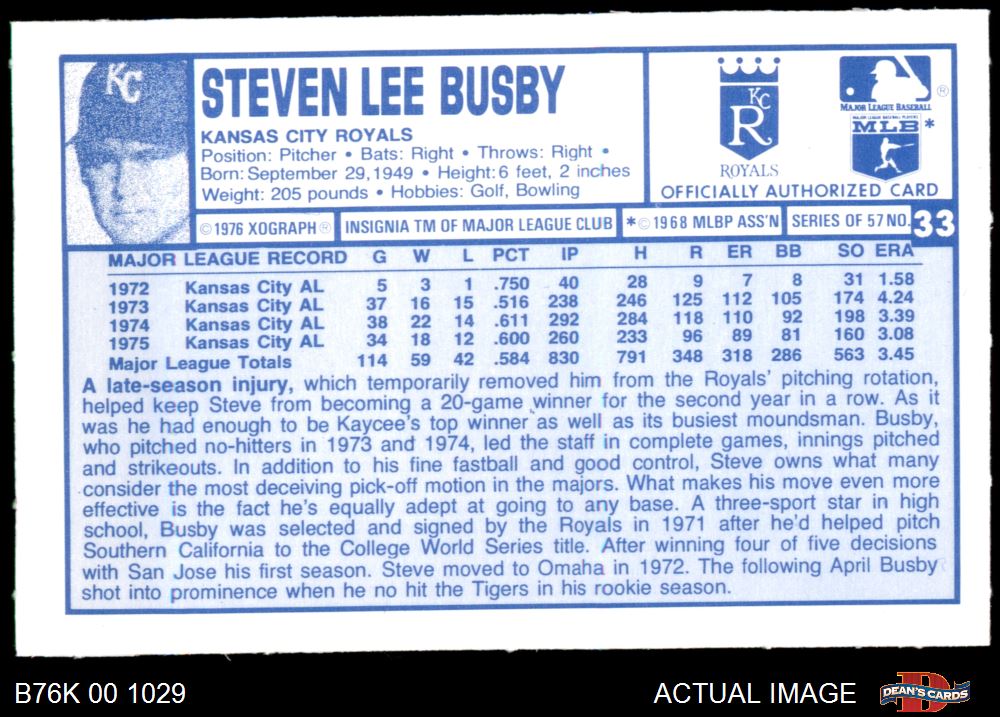 KC
STEVEN LEE BUSBY
KANSAS CITY ROYALS
Position: Pitcher • Bats: Right • Throws: Right •
Born: September 29, 1949 • Height: 6 feet, 2 inches
Weight: 205 pounds • Hobbies: Golf, Bowling
KC
R
ROYALS
MAJOR LEAGUE BASEBALL ®
MAJOR LEAGUE BASEBALL PLAYERS
MLB *
OFFICIALLY AUTHORIZED CARD
© 1976 XOGRAPH ®
INSIGNIA TM OF MAJOR LEAGUE CLUB
*© 1968 MLBP ASS'N
SERIES OF 57 NO. 33
MAJOR LEAGUE RECORD G W L PCT IP H R ER BB SO ERA
1972 Kansas City AL 5 3 1 .750 40 28 9 7 8 31 1.58
1973 Kansas City AL 37 16 15 .516 238 246 125 112 105 174 4.24
1974 Kansas City AL 38 22 14 .611 292 284 118 110 92 198 3.39
1975 Kansas City AL 34 18 12 .600 260 233 96 89 81 160 3.08
Major League Totals 114 59 42 .584 830 791 348 318 286 563 3.45
A late-season injury, which temporarily removed him from the Royals' pitching rotation,
helped keep Steve from becoming a 20-game winner for the second year in a row. As it
was he had enough to be Kaycee's top winner as well as its busiest moundsman. Busby,
who pitched no-hitters in 1973 and 1974, led the staff in complete games, innings pitched
and strikeouts. In addition to his fine fastball and good control, Steve owns what many
consider the most deceiving pick-off motion in the majors. What makes his move even more
effective is the fact he's equally adept at going to any base. A three-sport star in high
school, Busby was selected and signed by the Royals in 1971 after he'd helped pitch
Southern California to the College World Series title. After winning four of five decisions
with San Jose his first season. Steve moved to Omaha in 1972. The following April Busby
shot into prominence when he no hit the Tigers in his rookie season.
B76K 00 1029
ACTUAL IMAGE
DEAN'S CARDS